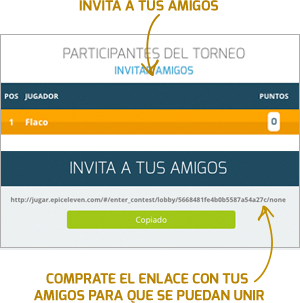 INVITA A TUS AMIGOS
PARTICIPANTES DEL TORNEO
INVITA AMIGOS
POS JUGADOR PUNTOS
1 Flaco 0
INVITA A TUS AMIGOS
http://jugar.epiceleven.com/#/enter_contest/lobby/5668481fe4b0b5587a54a27c/none
Copiado
COMPRATE EL ENLACE CON TUS
AMIGOS PARA QUE SE PUEDAN UNIR